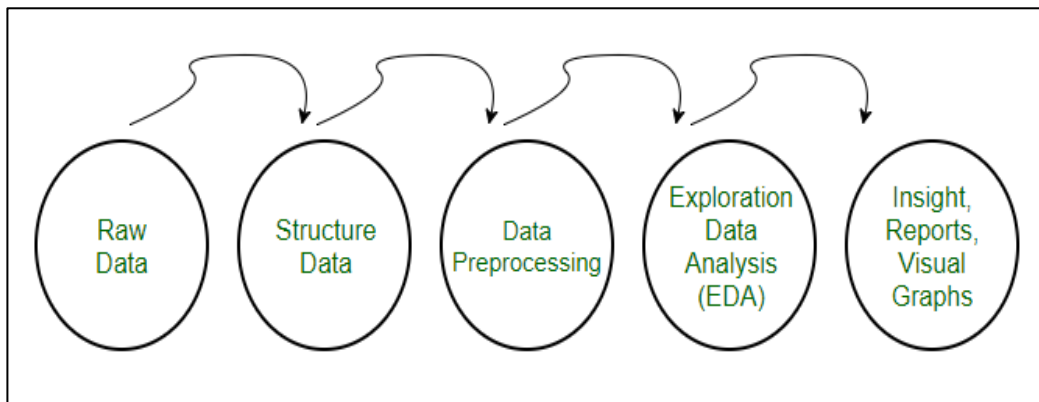 Raw
Data
Structure
Data
Data
Preprocessing
Exploration
Data
Analysis
(EDA)
Insight,
Reports,
Visual
Graphs